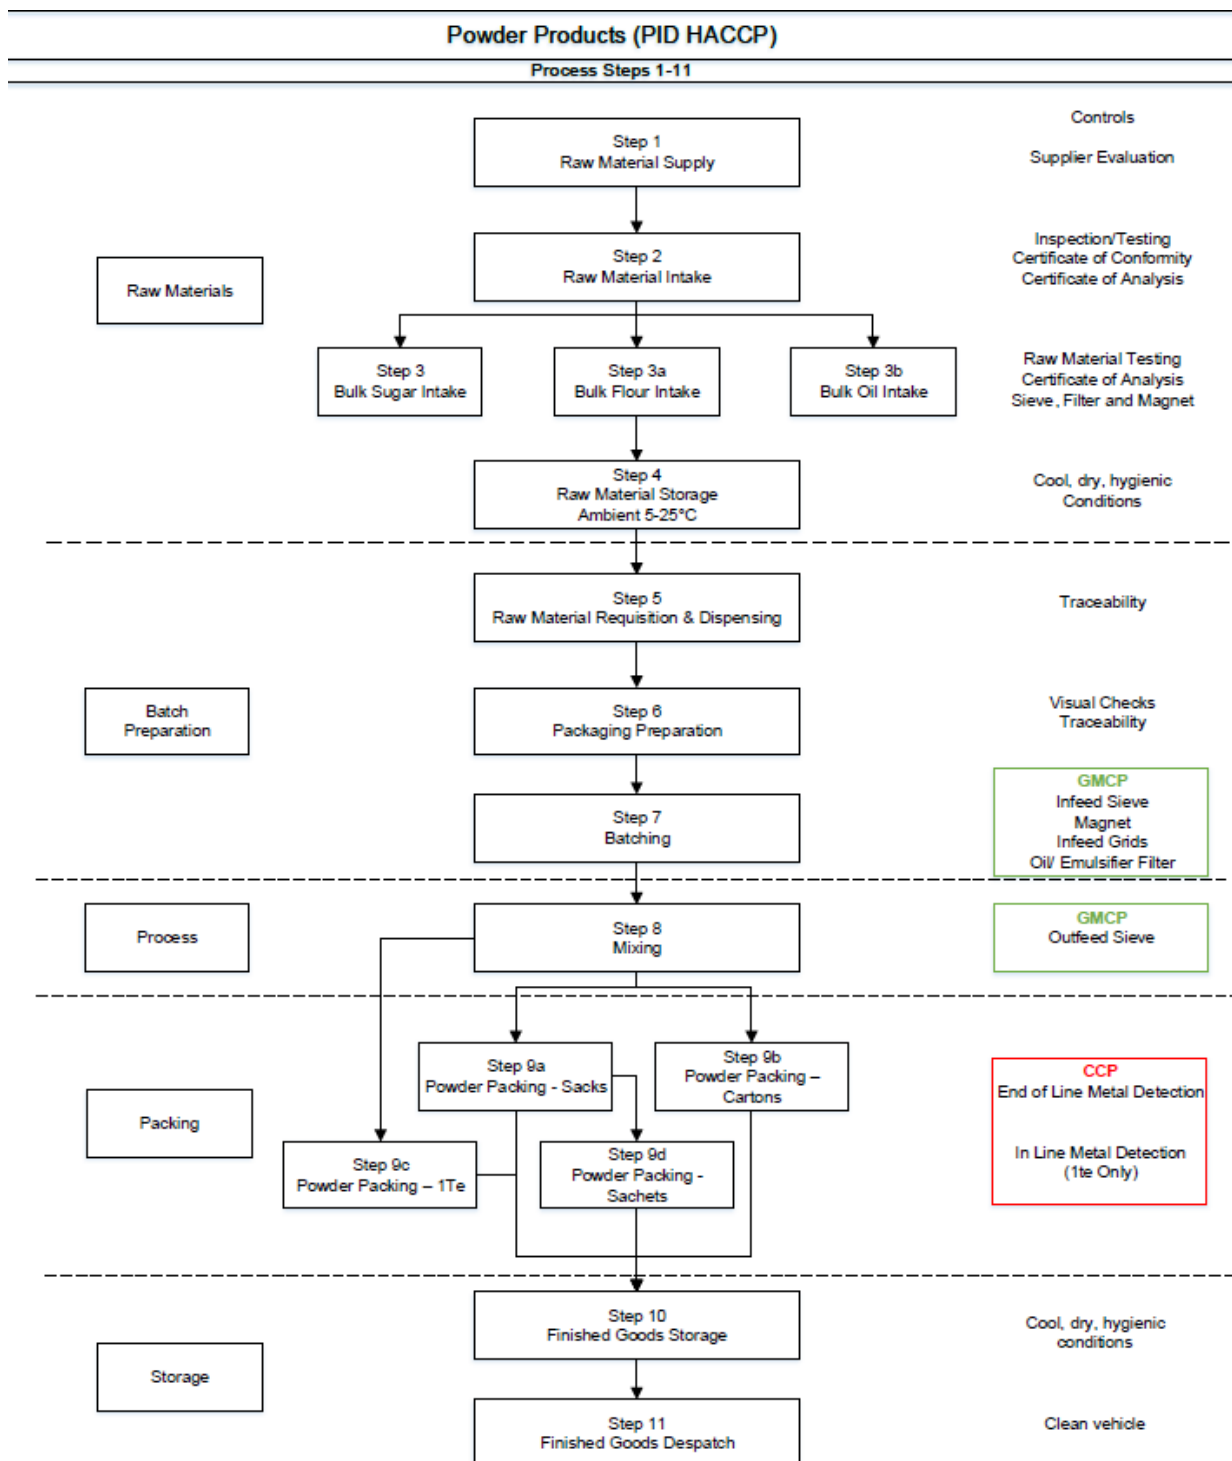 Powder Products (PID HACCP)
Process Steps 1-11
Controls
Step 1
Raw Material Supply
Supplier Evaluation
Raw Materials
Step 2
Raw Material Intake
Inspection/Testing
Certificate of Conformity
Certificate of Analysis
Step 3
Bulk Sugar Intake
Step 3a
Bulk Flour Intake
Step 3b
Bulk Oil Intake
Raw Material Testing
Certificate of Analysis
Sieve, Filter and Magnet
Step 4
Raw Material Storage
Ambient 5-25°C
Cool, dry, hygienic
Conditions
Step 5
Raw Material Requisition & Dispensing
Traceability
Batch
Preparation
Step 6
Packaging Preparation
Visual Checks
Traceability
Step 7
Batching
GMCP
Infeed Sieve
Magnet
Infeed Grids
Oil/ Emulsifier Filter
Process
Step 8
Mixing
GMCP
Outfeed Sieve
Packing
Step 9a
Powder Packing - Sacks
Step 9b
Powder Packing –
Cartons
Step 9c
Powder Packing – 1Te
Step 9d
Powder Packing -
Sachets
CCP
End of Line Metal Detection
In Line Metal Detection
(1te Only)
Storage
Step 10
Finished Goods Storage
Cool, dry, hygienic
conditions
Step 11
Finished Goods Despatch
Clean vehicle